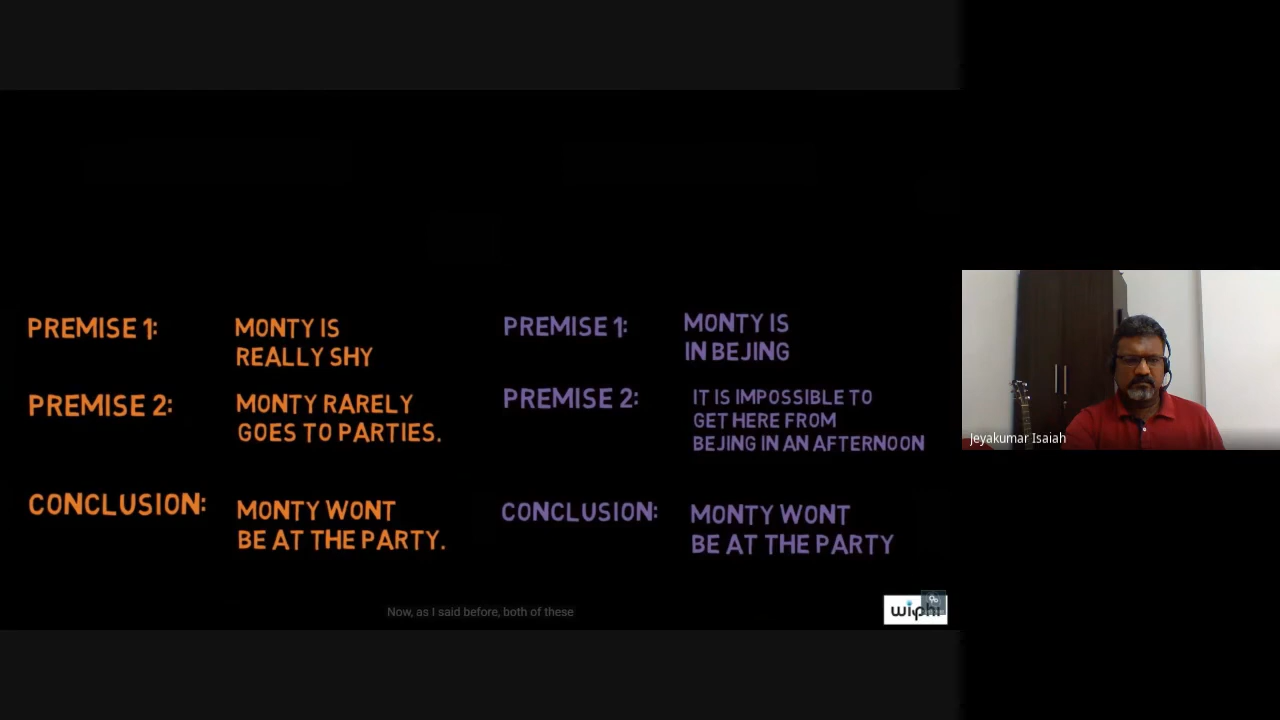 PREMISE 1:
MONTY IS
REALLY SHY
PREMISE 2:
MONTY RARELY
GOES TO PARTIES.
CONCLUSION:
MONTY WONT
BE AT THE PARTY.
PREMISE 1:
MONTY IS
IN BEJING
PREMISE 2:
IT IS IMPOSSIBLE TO
GET HERE FROM
BEJING IN AN AFTERNOON
CONCLUSION:
MONTY WONT
BE AT THE PARTY
Now, as I said before, both of these
wiphi
Jeyakumar Isaiah